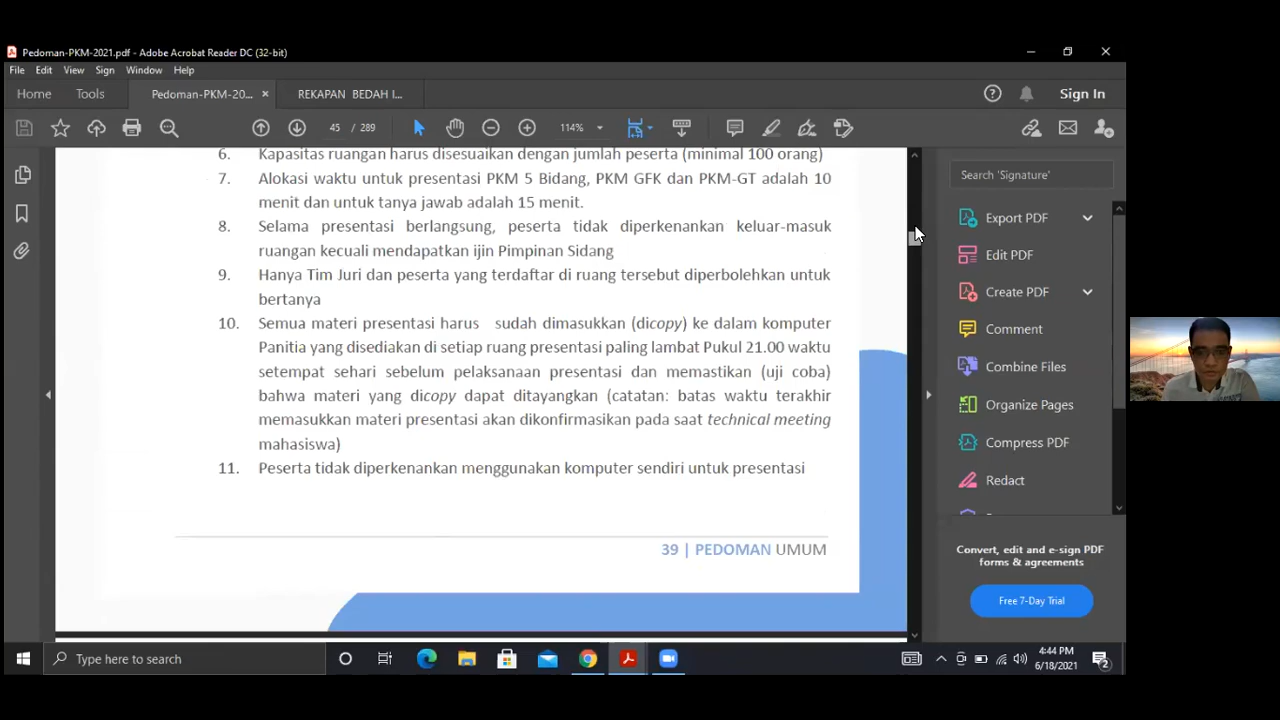 Pedoman-PKM-2021.pdf - Adobe Acrobat Reader DC (32-bit)
File Edit View Sign Window Help
Home Tools Pedoman-PKM-20... × REKAPAN BEDAH I... Sign In
45 / 289 114%
6. Kapasitas ruangan harus disesuaikan dengan jumlah peserta (minimal 100 orang)
7. Alokasi waktu untuk presentasi PKM 5 Bidang, PKM GFK dan PKM-GT adalah 10
menit dan untuk tanya jawab adalah 15 menit.
8. Selama presentasi berlangsung, peserta tidak diperkenankan keluar-masuk
ruangan kecuali mendapatkan ijin Pimpinan Sidang
9. Hanya Tim Juri dan peserta yang terdaftar di ruang tersebut diperbolehkan untuk
bertanya
10. Semua materi presentasi harus sudah dimasukkan (dicopy) ke dalam komputer
Panitia yang disediakan di setiap ruang presentasi paling lambat Pukul 21.00 waktu
setempat sehari sebelum pelaksanaan presentasi dan memastikan (uji coba)
bahwa materi yang dicopy dapat ditayangkan (catatan: batas waktu terakhir
memasukkan materi presentasi akan dikonfirmasikan pada saat technical meeting
mahasiswa)
11. Peserta tidak diperkenankan menggunakan komputer sendiri untuk presentasi
39 | PEDOMAN UMUM
Search 'Signature'
Export PDF
Edit PDF
Create PDF
Comment
Combine Files
Organize Pages
Compress PDF
Redact
Convert, edit and e-sign PDF
forms & agreements
Free 7-Day Trial
Type here to search
4:44 PM
6/18/2021
2